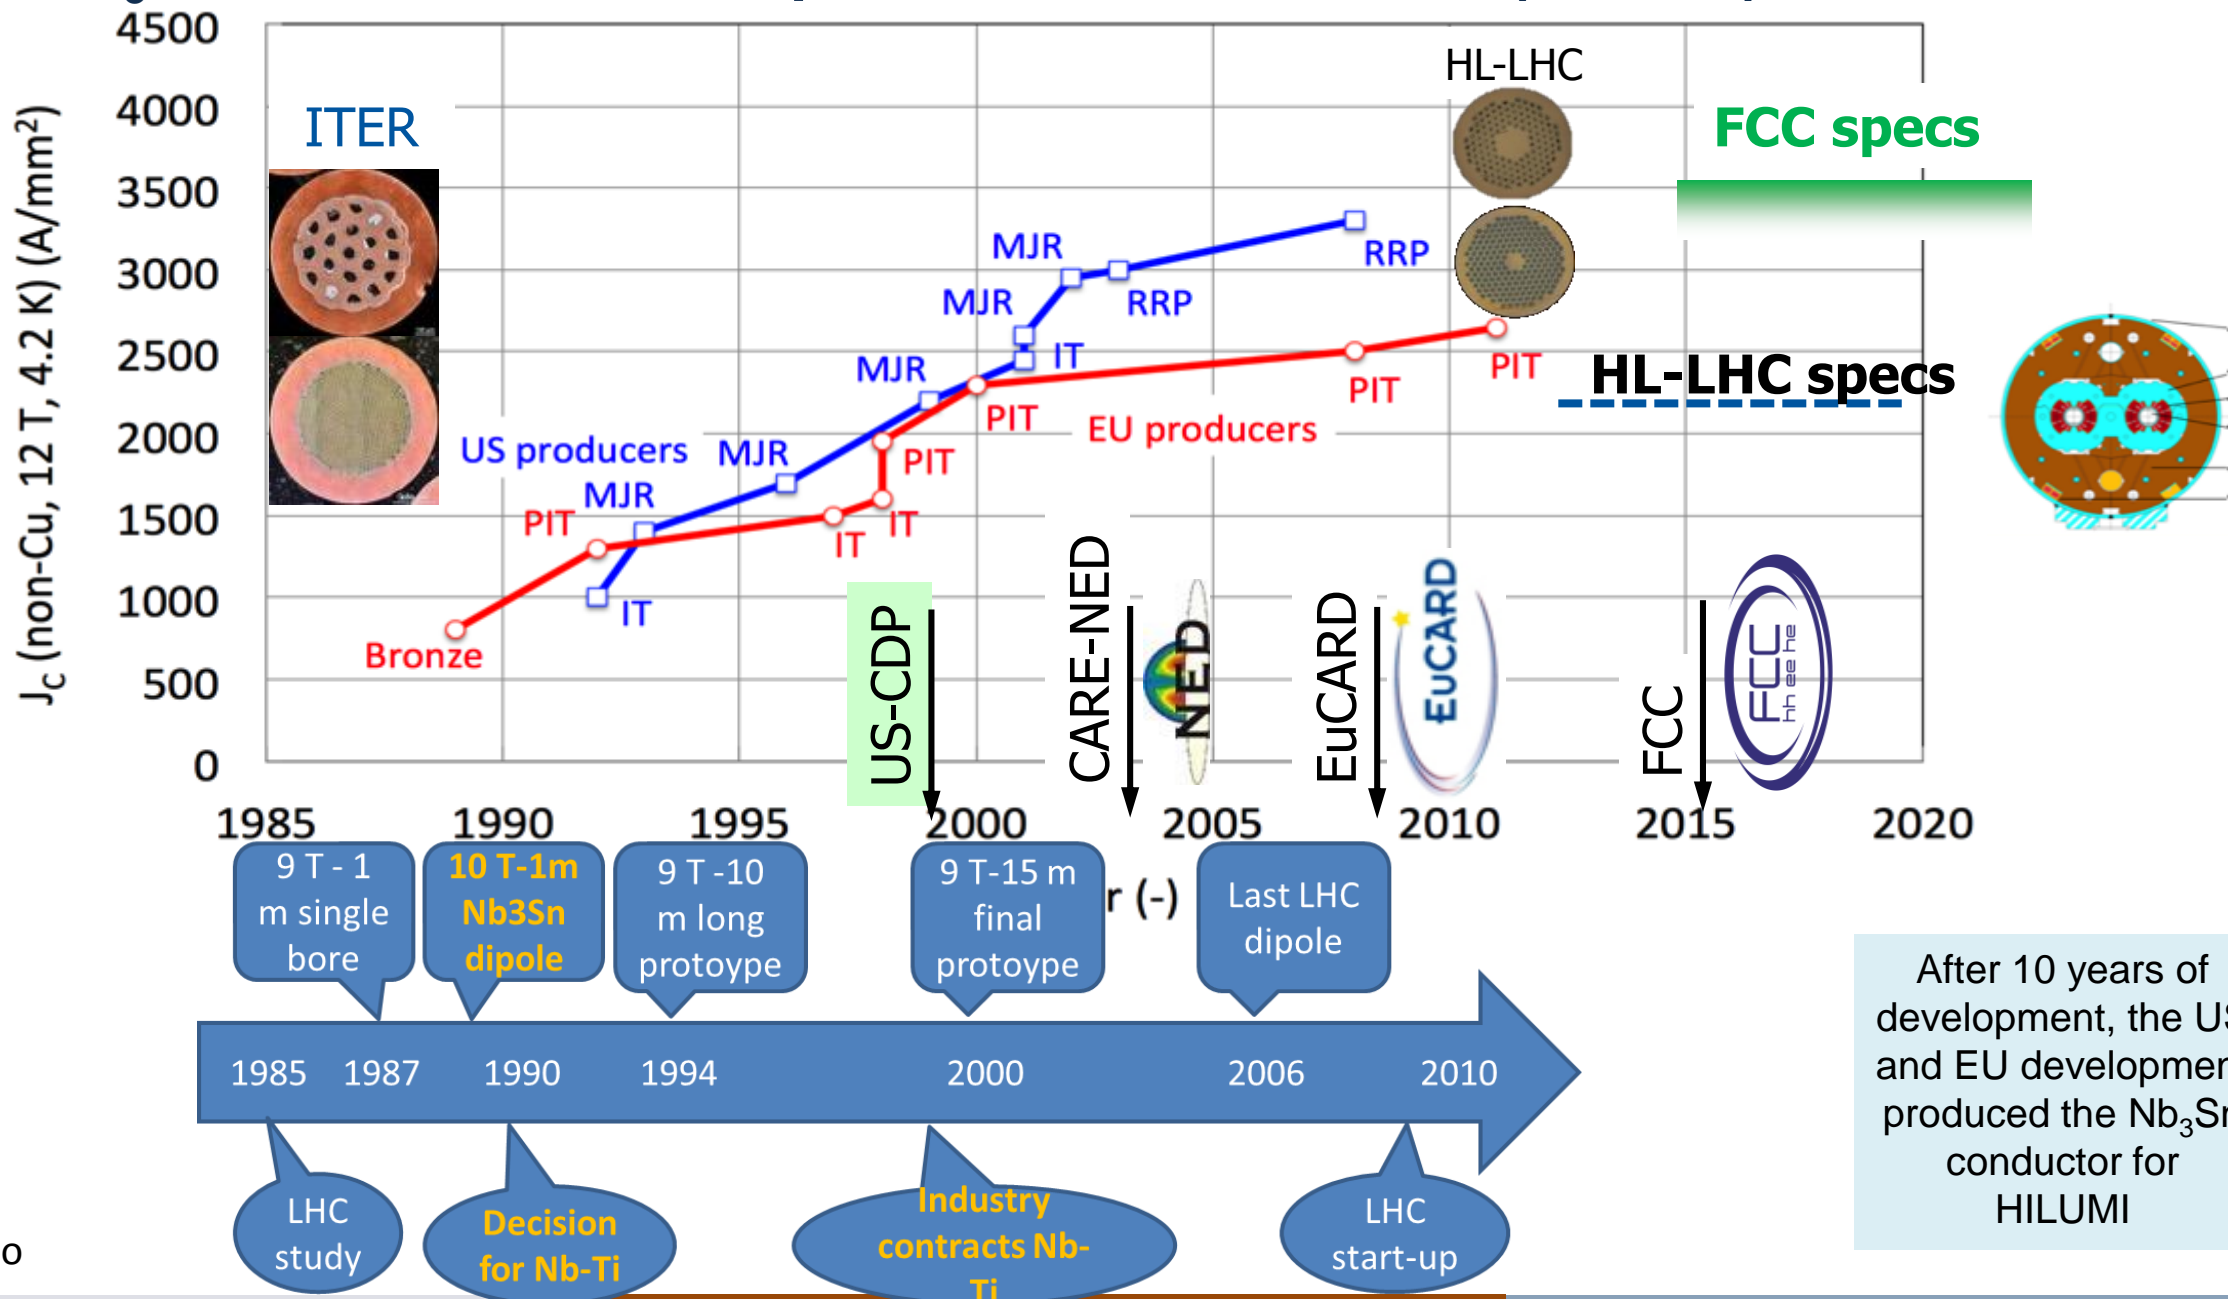 4500
4000
3500
3000
2500
2000
1500
1000
500
0
J_C (non-Cu, 12 T, 4.2 K) (A/mm²)
ITER
HL-LHC
FCC specs
MJR
RRP
MJR
RRP
IT
MJR
PIT
HL-LHC specs
PIT
PIT
EU producers
US producers
MJR
PIT
MJR
PIT
IT
IT
IT
Bronze
US-CDP
CARE-NED
NED
EuCARD
EuCARD
FCC
FCC
hh ee he
1985
1990
1995
2000
2005
2010
2015
2020
r (-)
9 T - 1
m single
bore
10 T-1m
Nb3Sn
dipole
9 T -10
m long
protoype
9 T-15 m
final
protoype
Last LHC
dipole
1985
1987
1990
1994
2000
2006
2010
LHC
study
Decision
for Nb-Ti
Industry
contracts Nb-
Ti
LHC
start-up
After 10 years of
development, the
and EU
produced the
conductor for
HILUMI
o